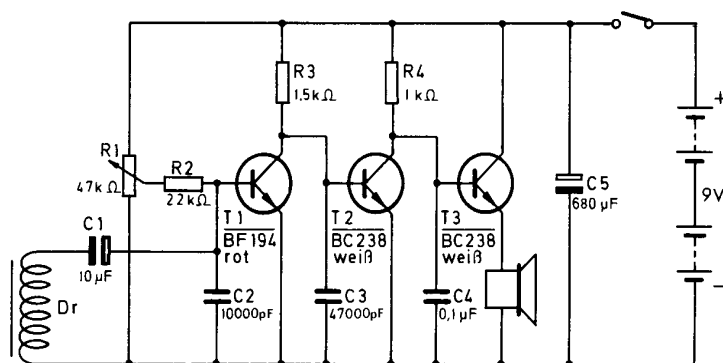 R1
47kΩ
R2
22kΩ
R3
1,5kΩ
R4
1kΩ
T1
BF194
rot
T2
BC238
weiß
T3
BC238
weiß
C1
10µF
Dr
C2
10000pF
C3
47000pF
C4
0,1µF
C5
680µF
+
9V
−